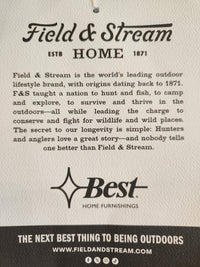 Field & Stream
ESTB HOME 1871
Field & Stream is the world's leading outdoor
lifestyle brand, with origins dating back to 1871.
F&S taught a nation to hunt and fish, to camp
and explore, to survive and thrive in the
outdoors—all while leading the charge to
conserve and fight for wildlife and wild places.
The secret to our longevity is simple: Hunters
and anglers love a great story—and nobody tells
one better than Field & Stream.
Best
HOME FURNISHINGS
THE NEXT BEST THING TO BEING OUTDOORS
WWW.FIELDANDSTREAM.COM